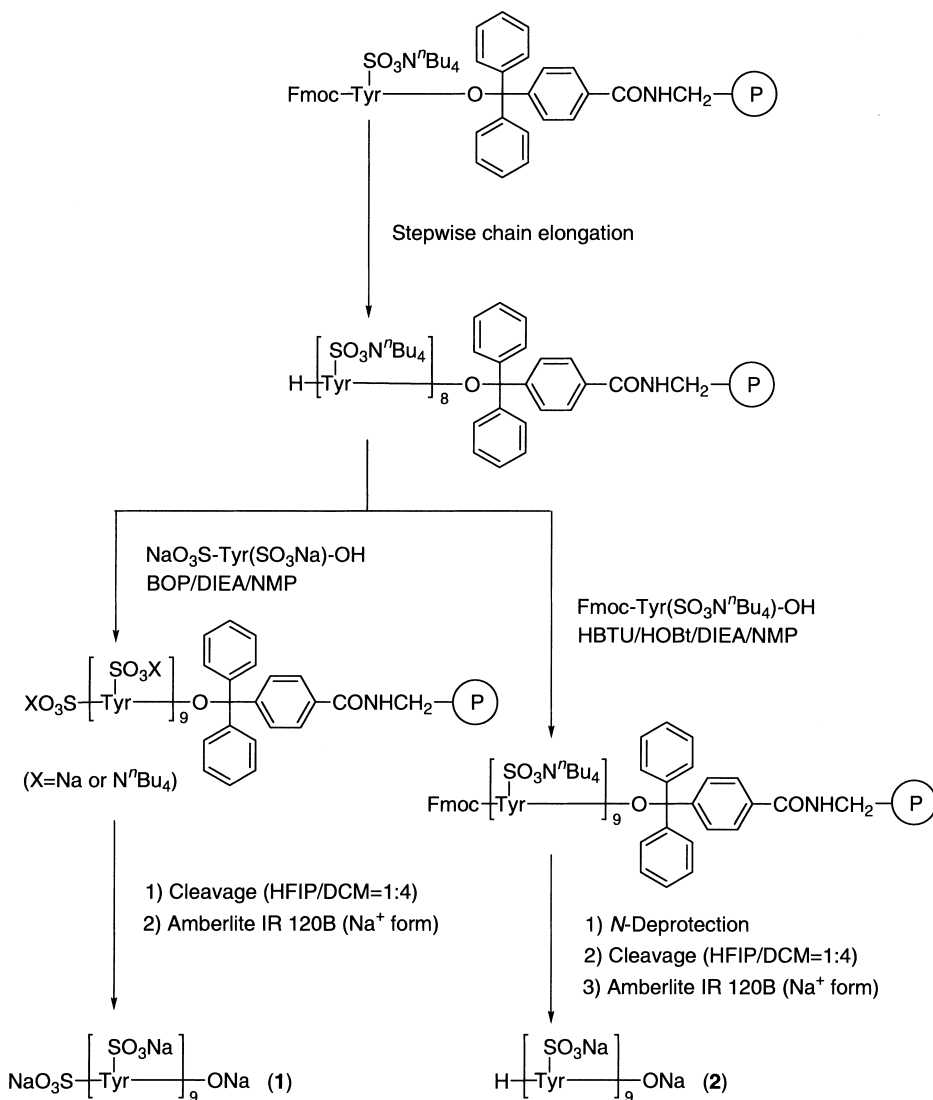 SO₃NⁿBu₄
Fmoc-Tyr O CONHCH₂ P
Stepwise chain elongation
SO₃NⁿBu₄
H Tyr 8 O CONHCH₂ P
NaO₃S-Tyr(SO₃Na)-OH
BOP/DIEA/NMP
Fmoc-Tyr(SO₃NⁿBu₄)-OH
HBTU/HOBt/DIEA/NMP
SO₃X
XO₃S Tyr 9 O CONHCH₂ P
(X=Na or NⁿBu₄)
SO₃NⁿBu₄
Fmoc Tyr 9 O CONHCH₂ P
1) Cleavage (HFIP/DCM=1:4)
2) Amberlite IR 120B (Na⁺ form)
1) N-Deprotection
2) Cleavage (HFIP/DCM=1:4)
3) Amberlite IR 120B (Na⁺ form)
SO₃Na
NaO₃S Tyr 9 ONa (1)
SO₃Na
H Tyr 9 ONa (2)